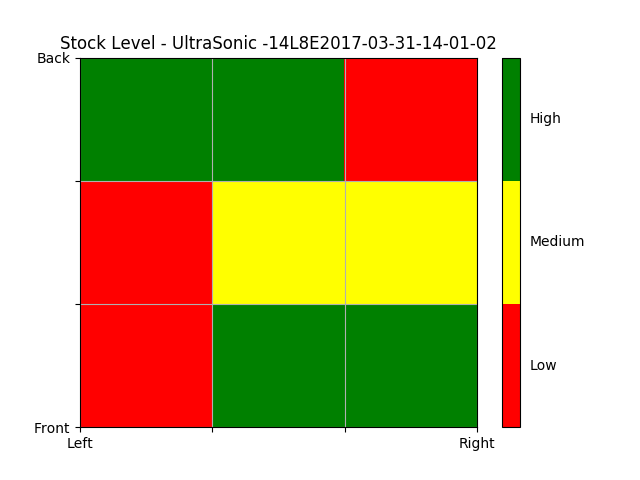 Stock Level - UltraSonic -14L8E2017-03-31-14-01-02
Back
High
Medium
Low
Front
Left
Right